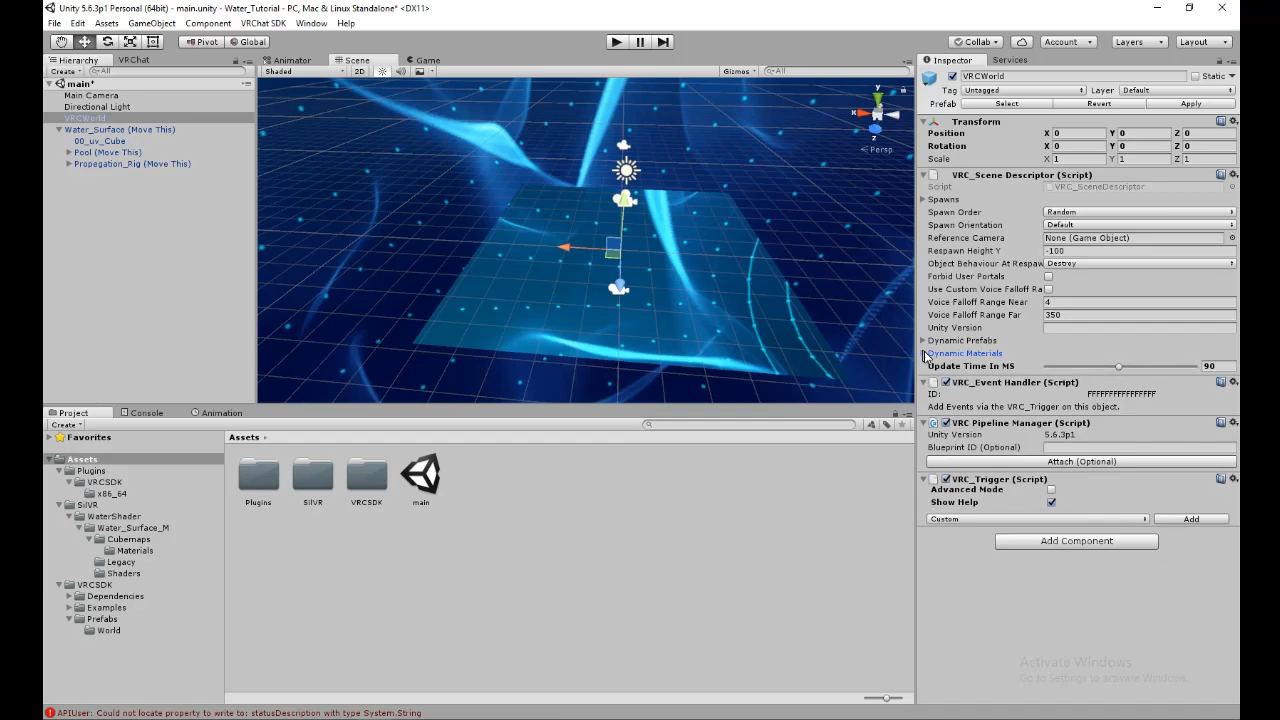 Unity 5.6.3p1 Personal (64bit) - main.unity - Water_Tutorial - PC, Mac & Linux Standalone* <DX11>
File Edit Assets GameObject Component VRChat SDK Window Help
Pivot Global Collab Account Layers Layout
Hierarchy VRChat
Create All
main*
Main Camera
Directional Light
VRCWorld
Water_Surface (Move This)
00_uv_Cube
Pool (Move This)
Propegation_Rig (Move This)
Animator Scene Game
Shaded 2D Gizmos All
y
x
z
Persp
Inspector Services
VRCWorld Static
Tag Untagged Layer Default
Prefab Select Revert Apply
Transform
Position X 0 Y 0 Z 0
Rotation X 0 Y 0 Z 0
Scale X 1 Y 1 Z 1
VRC_Scene Descriptor (Script)
Script VRC_SceneDescriptor
Spawns
Spawn Order Random
Spawn Orientation Default
Reference Camera None (Game Object)
Respawn Height Y -100
Object Behaviour At Respaw Destroy
Forbid User Portals
Use Custom Voice Falloff Ra
Voice Falloff Range Near 4
Voice Falloff Range Far 350
Unity Version
Dynamic Prefabs
Dynamic Materials
Update Time In MS 90
VRC_Event Handler (Script)
ID: FFFFFFFFFFFFFFFF
Add Events via the VRC_Trigger on this object.
VRC Pipeline Manager (Script)
Unity Version 5.6.3p1
Blueprint ID (Optional)
Attach (Optional)
VRC_Trigger (Script)
Advanced Mode
Show Help
Custom Add
Add Component
Project Console Animation
Create
Favorites
Assets
Plugins
VRCSDK
x86_64
SilVR
WaterShader
Water_Surface_M
Cubemaps
Materials
Legacy
Shaders
VRCSDK
Dependencies
Examples
Prefabs
World
Assets
Plugins SilVR VRCSDK main
Activate Windows
Go to Settings to activate Windows.
APIUser: Could not locate property to write to: statusDescription with type System.String